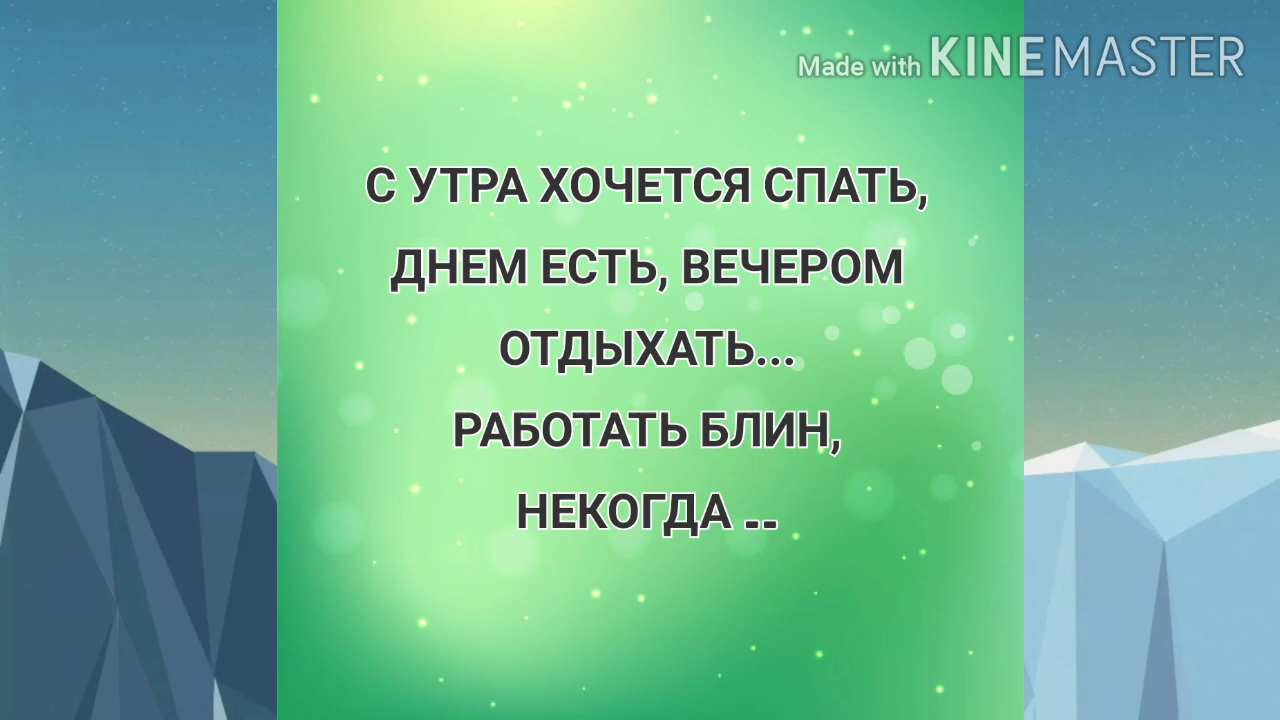 Made with KINEMASTER
С УТРА ХОЧЕТСЯ СПАТЬ,
ДНЕМ ЕСТЬ, ВЕЧЕРОМ
ОТДЫХАТЬ...
РАБОТАТЬ БЛИН,
НЕКОГДА --